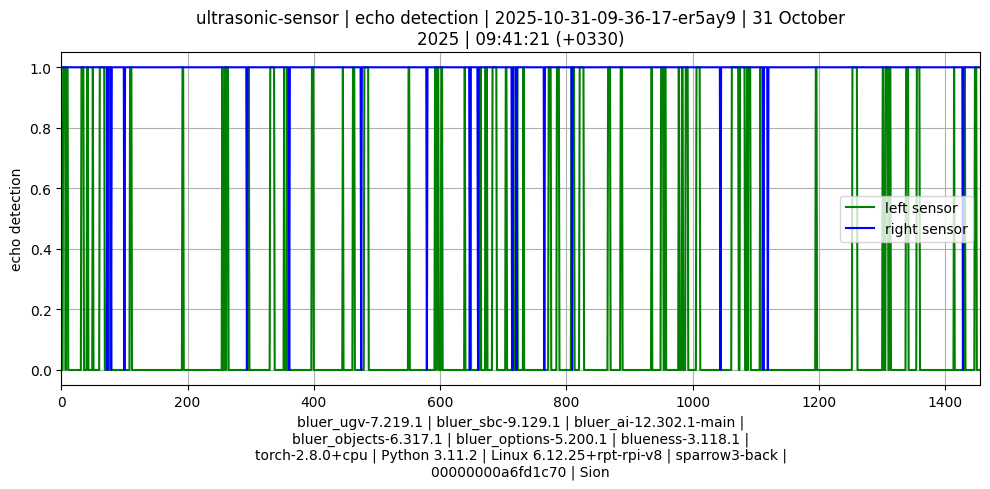 ultrasonic-sensor | echo detection | 2025-10-31-09-36-17-er5ay9 | 31 October
2025 | 09:41:21 (+0330)
1.0
0.8
0.6
0.4
0.2
0.0
echo detection
left sensor
right sensor
0 200 400 600 800 1000 1200 1400
bluer_ugv-7.219.1 | bluer_sbc-9.129.1 | bluer_ai-12.302.1-main |
bluer_objects-6.317.1 | bluer_options-5.200.1 | blueness-3.118.1 |
torch-2.8.0+cpu | Python 3.11.2 | Linux 6.12.25+rpt-rpi-v8 | sparrow3-back |
00000000a6fd1c70 | Sion